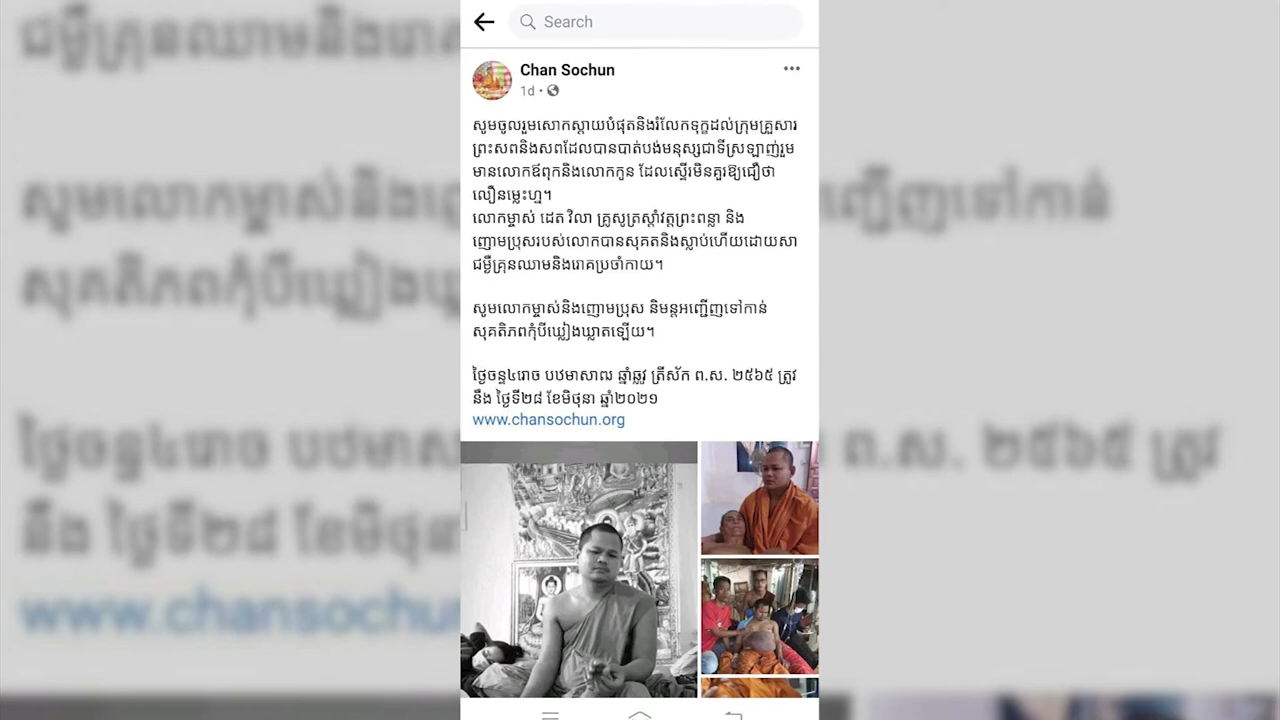 Search
Chan Sochun
1d
សូមចូលរួមសោកស្តាយបំផុតនិងរំលែកទុក្ខដល់ក្រុមគ្រួសារ
ព្រះសពនិងសពដែលបានបាត់បង់មនុស្សជាទីស្រឡាញ់រួម
មានលោកឪពុកនិងលោកកូន ដែលស្ទើរមិនគួរឱ្យជឿថា
លឿនម្លេះហ្ន។
លោកម្ចាស់ ដេត វិលា គ្រូសូត្រស្តាំវត្តព្រះពន្លា និង
ញោមប្រុសរបស់លោកបានសុគតនិងស្លាប់ហើយដោយសា
ជម្ងឺគ្រុនឈាមនិងរោគប្រចាំកាយ។
សូមលោកម្ចាស់និងញោមប្រុស និមន្តអញ្ជើញទៅកាន់
សុគតិភពកុំបីឃ្លៀងឃ្លាតឡើយ។
ថ្ងៃចន្ទ៤រោច បឋមាសាឍ ឆ្នាំឆ្លូវ ត្រីស័ក ព.ស. ២៥៦៥ ត្រូវ
នឹង ថ្ងៃទី២៨ ខែមិថុនា ឆ្នាំ២០២១
www.chansochun.org